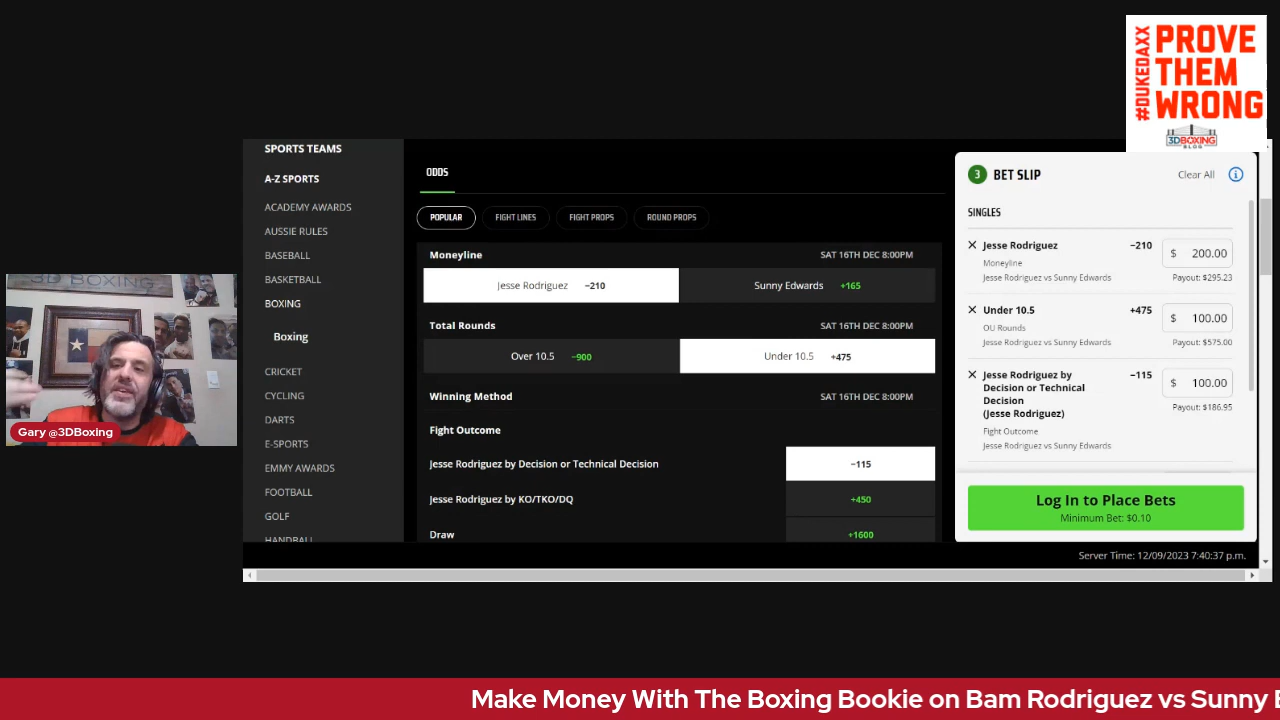 #DUKEDAXX
PROVE
THEM
WRONG
3DBOXING
BLOG
3D BOXING
Gary @3DBoxing
SPORTS TEAMS
A-Z SPORTS
ACADEMY AWARDS
AUSSIE RULES
BASEBALL
BASKETBALL
BOXING
Boxing
CRICKET
CYCLING
DARTS
E-SPORTS
EMMY AWARDS
FOOTBALL
GOLF
HANDBALL
ODDS
POPULAR FIGHT LINES FIGHT PROPS ROUND PROPS
Moneyline SAT 16TH DEC 8:00PM
Jesse Rodriguez −210 Sunny Edwards +165
Total Rounds SAT 16TH DEC 8:00PM
Over 10.5 −900 Under 10.5 +475
Winning Method SAT 16TH DEC 8:00PM
Fight Outcome
Jesse Rodriguez by Decision or Technical Decision −115
Jesse Rodriguez by KO/TKO/DQ +450
Draw +1600
3 BET SLIP Clear All i
SINGLES
Jesse Rodriguez −210 $ 200.00
Moneyline
Jesse Rodriguez vs Sunny Edwards Payout: $295.23
Under 10.5 +475 $ 100.00
OU Rounds
Jesse Rodriguez vs Sunny Edwards Payout: $575.00
Jesse Rodriguez by −115 $ 100.00
Decision or Technical
Decision
(Jesse Rodriguez) Payout: $186.95
Fight Outcome
Jesse Rodriguez vs Sunny Edwards
Log In to Place Bets
Minimum Bet: $0.10
Server Time: 12/09/2023 7:40:37 p.m.
Make Money With The Boxing Bookie on Bam Rodriguez vs Sunny E